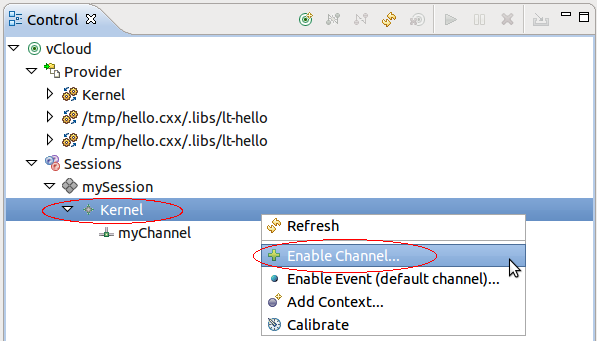 Control
vCloud
Provider
Kernel
/tmp/hello.cxx/.libs/lt-hello
/tmp/hello.cxx/.libs/lt-hello
Sessions
mySession
Kernel
myChannel
Refresh
Enable Channel...
Enable Event (default channel)...
Add Context...
Calibrate